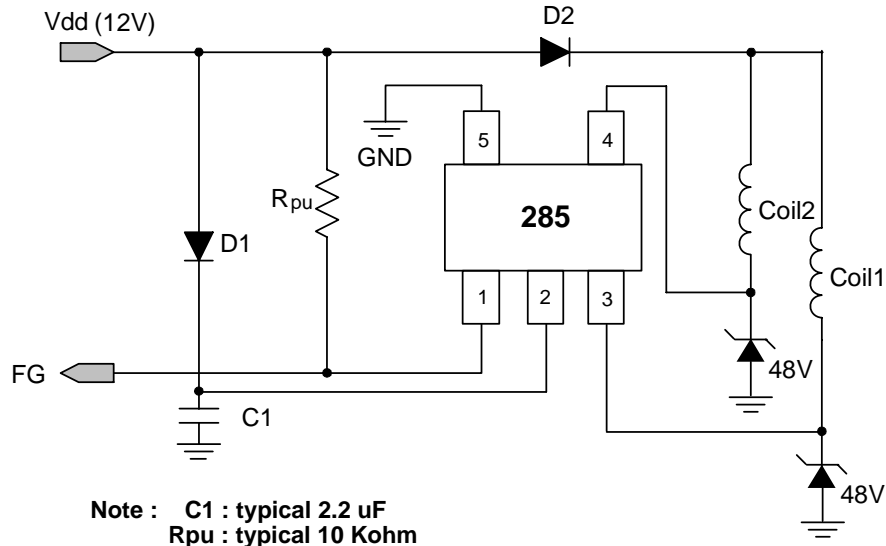 Vdd (12V)
D2
5
4
GND
Rpu
285
Coil2
D1
Coil1
1
2
3
FG
48V
C1
48V
Note : C1 : typical 2.2 uF
Rpu : typical 10 Kohm